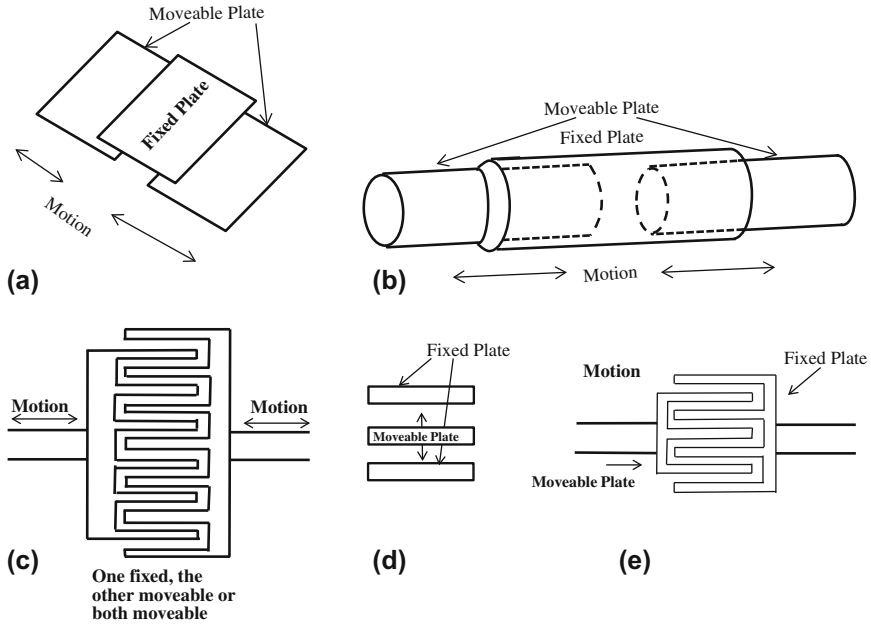 Moveable Plate
Fixed Plate
Motion
(a)
Moveable Plate
Fixed Plate
Motion
(b)
Motion
Motion
(c)
One fixed, the
other moveable or
both moveable
Fixed Plate
Moveable Plate
(d)
Motion
Fixed Plate
Moveable Plate
(e)